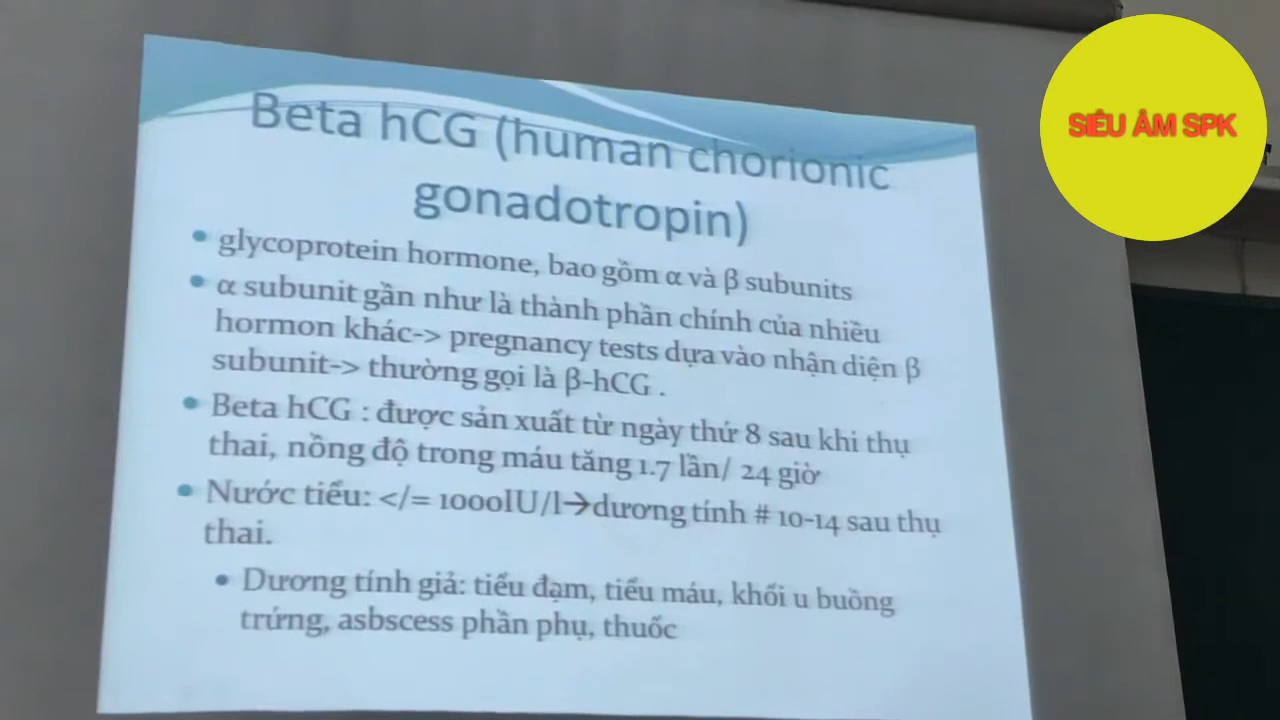 Beta hCG (human chorionic
gonadotropin)
SIÊU ÂM SPK
• glycoprotein hormone, bao gồm α và β subunits
• α subunit gần như là thành phần chính của nhiều
hormon khác-> pregnancy tests dựa vào nhận diện β
subunit-> thường gọi là β-hCG .
• Beta hCG : được sản xuất từ ngày thứ 8 sau khi thụ
thai, nồng độ trong máu tăng 1.7 lần/ 24 giờ
• Nước tiểu: </= 1000IU/l→dương tính # 10-14 sau thụ
thai.
• Dương tính giả: tiểu đạm, tiểu máu, khối u buồng
trứng, asbscess phần phụ, thuốc